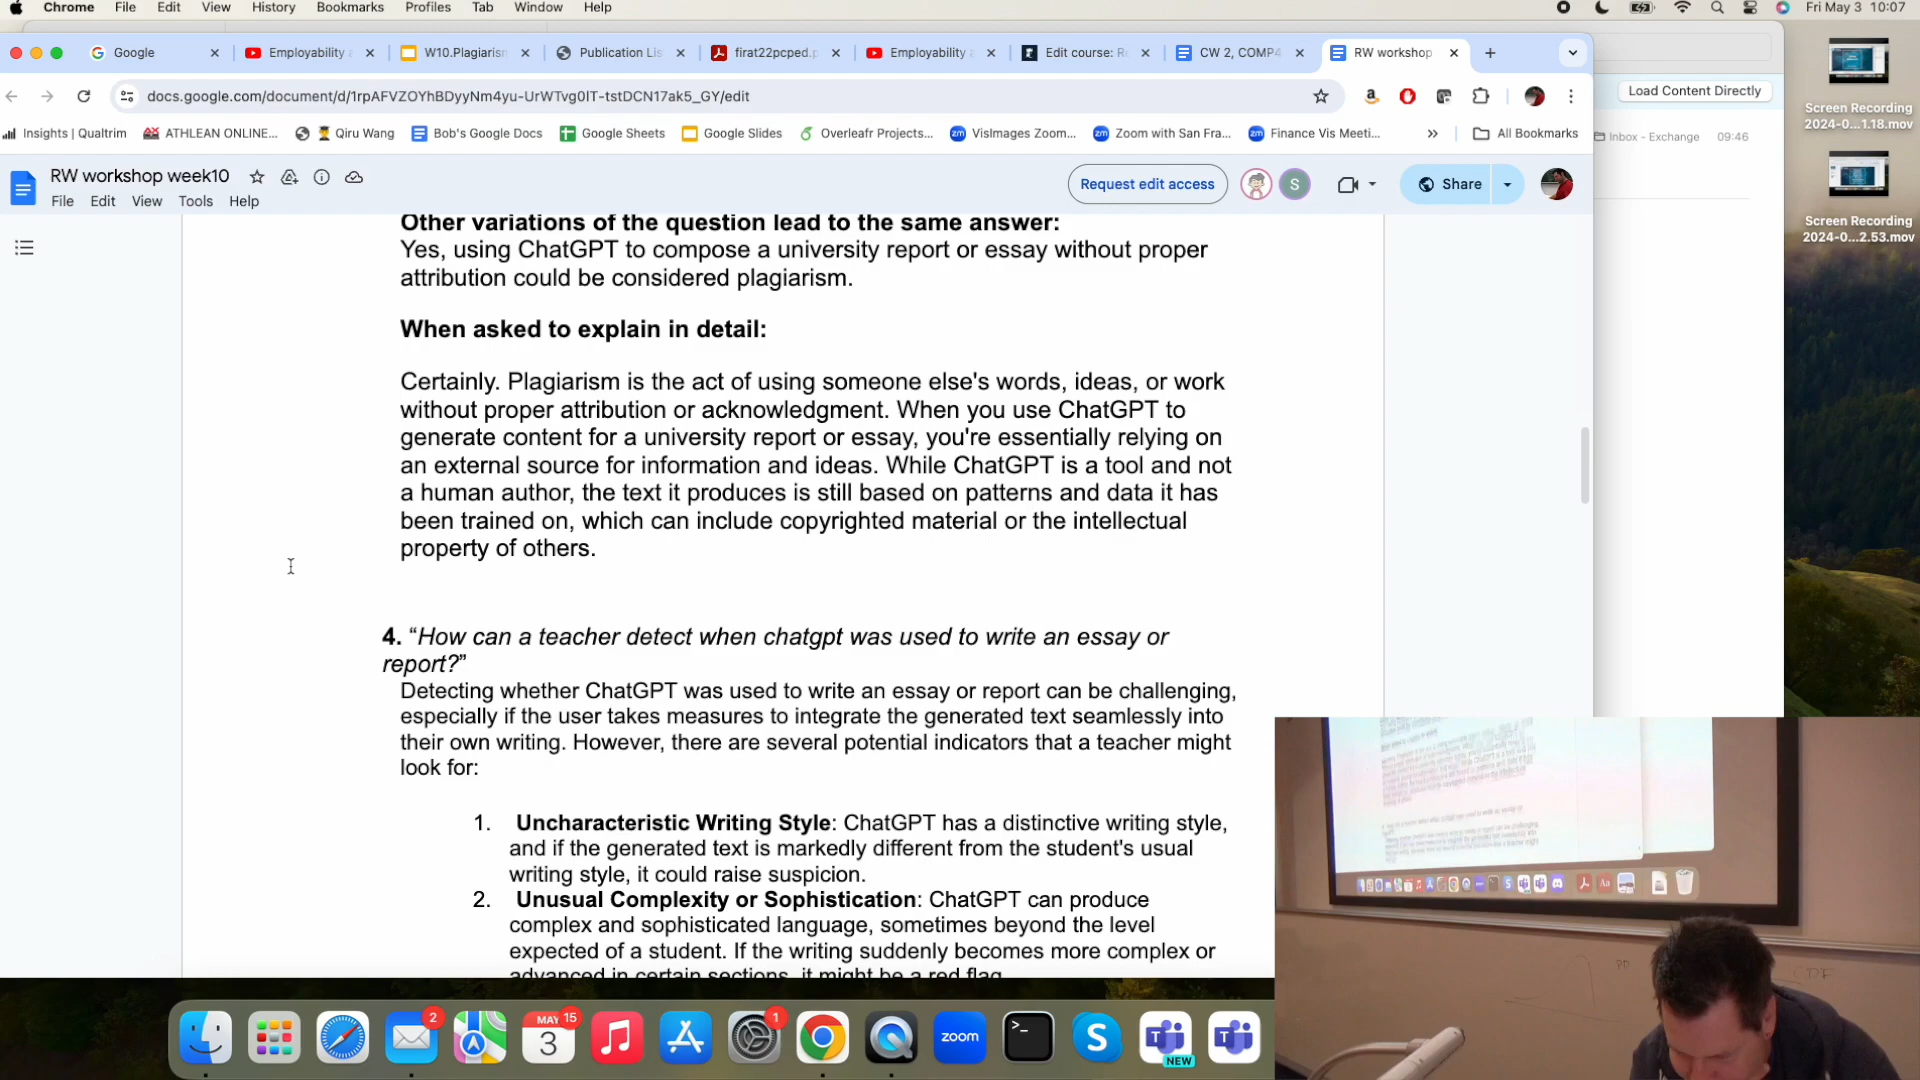 Chrome File Edit View History Bookmarks Profiles Tab Window Help Fri May 3 10:07
Google Employability a W10.Plagiarism Publication Lis firat22pcped.p Employability a Edit course: Re CW 2, COMP4 RW workshop
docs.google.com/document/d/1rpAFVZOYhBDyyNm4yu-UrWTvg0IT-tstDCN17ak5_GY/edit
Load Content Directly
Insights | Qualtrim ATHLEAN ONLINE... Qiru Wang Bob's Google Docs Google Sheets Google Slides Overleafr Projects... VisImages Zoom... Zoom with San Fra... Finance Vis Meeti... All Bookmarks
Inbox - Exchange 09:46
Screen Recording
2024-0...1.18.mov
Screen Recording
2024-0...2.53.mov
RW workshop week10
File Edit View Tools Help
Request edit access S Share
Other variations of the question lead to the same answer:
Yes, using ChatGPT to compose a university report or essay without proper
attribution could be considered plagiarism.
When asked to explain in detail:
Certainly. Plagiarism is the act of using someone else's words, ideas, or work
without proper attribution or acknowledgment. When you use ChatGPT to
generate content for a university report or essay, you're essentially relying on
an external source for information and ideas. While ChatGPT is a tool and not
a human author, the text it produces is still based on patterns and data it has
been trained on, which can include copyrighted material or the intellectual
property of others.
4. “How can a teacher detect when chatgpt was used to write an essay or
report?”
Detecting whether ChatGPT was used to write an essay or report can be challenging,
especially if the user takes measures to integrate the generated text seamlessly into
their own writing. However, there are several potential indicators that a teacher might
look for:
1. Uncharacteristic Writing Style: ChatGPT has a distinctive writing style,
and if the generated text is markedly different from the student's usual
writing style, it could raise suspicion.
2. Unusual Complexity or Sophistication: ChatGPT can produce
complex and sophisticated language, sometimes beyond the level
expected of a student. If the writing suddenly becomes more complex or
advanced in certain sections, it might be a red flag.
2 MAY 15 3 1 zoom NEW
CDF